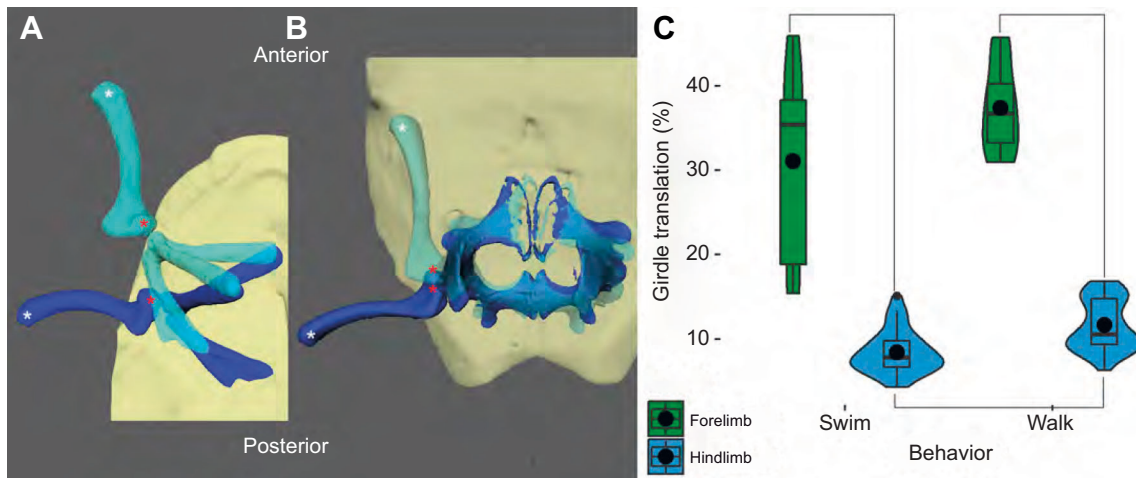 A
B
Anterior
Posterior
C
Girdle translation (%)
40
30
20
10
Swim
Walk
Behavior
Forelimb
Hindlimb